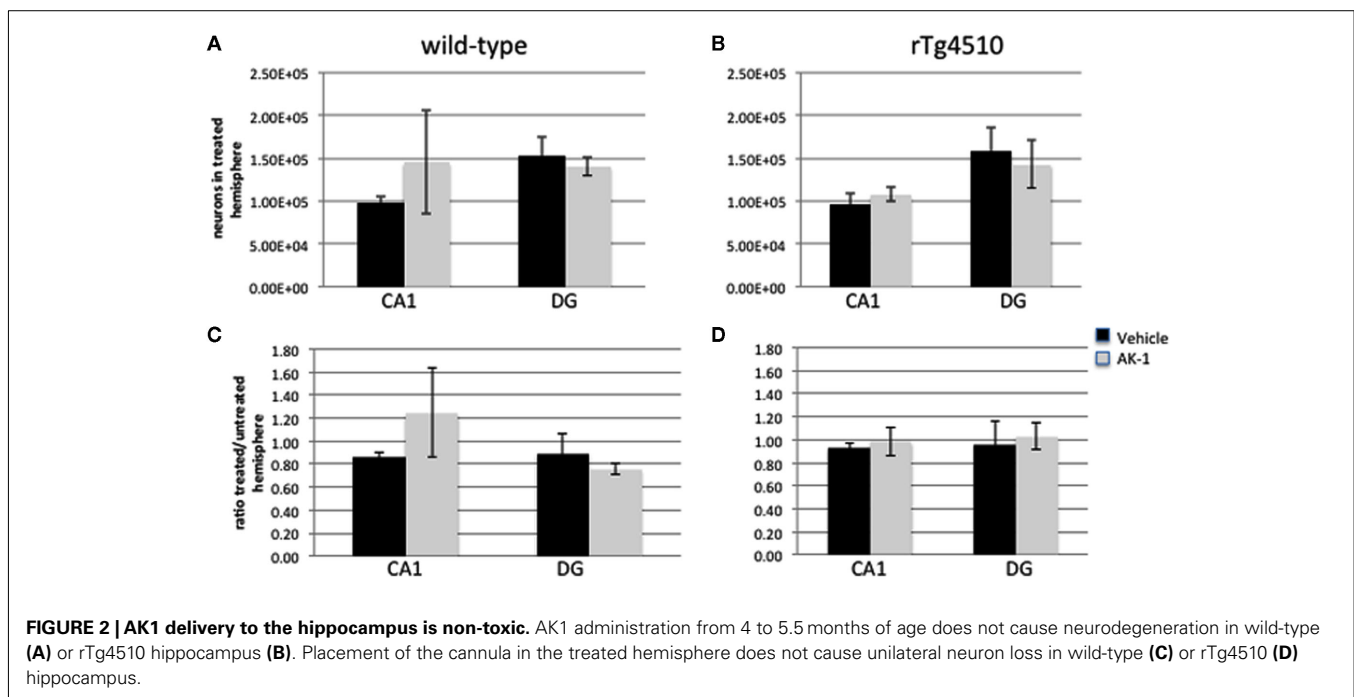 A
wild-type
B
rTg4510
neurons in treated
hemisphere
2.50E+05
2.00E+05
1.50E+05
1.00E+05
5.00E+04
0.00E+00
CA1 DG
2.50E+05
2.00E+05
1.50E+05
1.00E+05
5.00E+04
0.00E+00
CA1 DG
C
ratio treated/untreated
hemisphere
1.80
1.60
1.40
1.20
1.00
0.80
0.60
0.40
0.20
0.00
CA1 DG
D
1.80
1.60
1.40
1.20
1.00
0.80
0.60
0.40
0.20
0.00
CA1 DG
Vehicle
AK-1
FIGURE 2 | AK1 delivery to the hippocampus is non-toxic. AK1 administration from 4 to 5.5 months of age does not cause neurodegeneration in wild-type
(A) or rTg4510 hippocampus (B). Placement of the cannula in the treated hemisphere does not cause unilateral neuron loss in wild-type (C) or rTg4510 (D)
hippocampus.